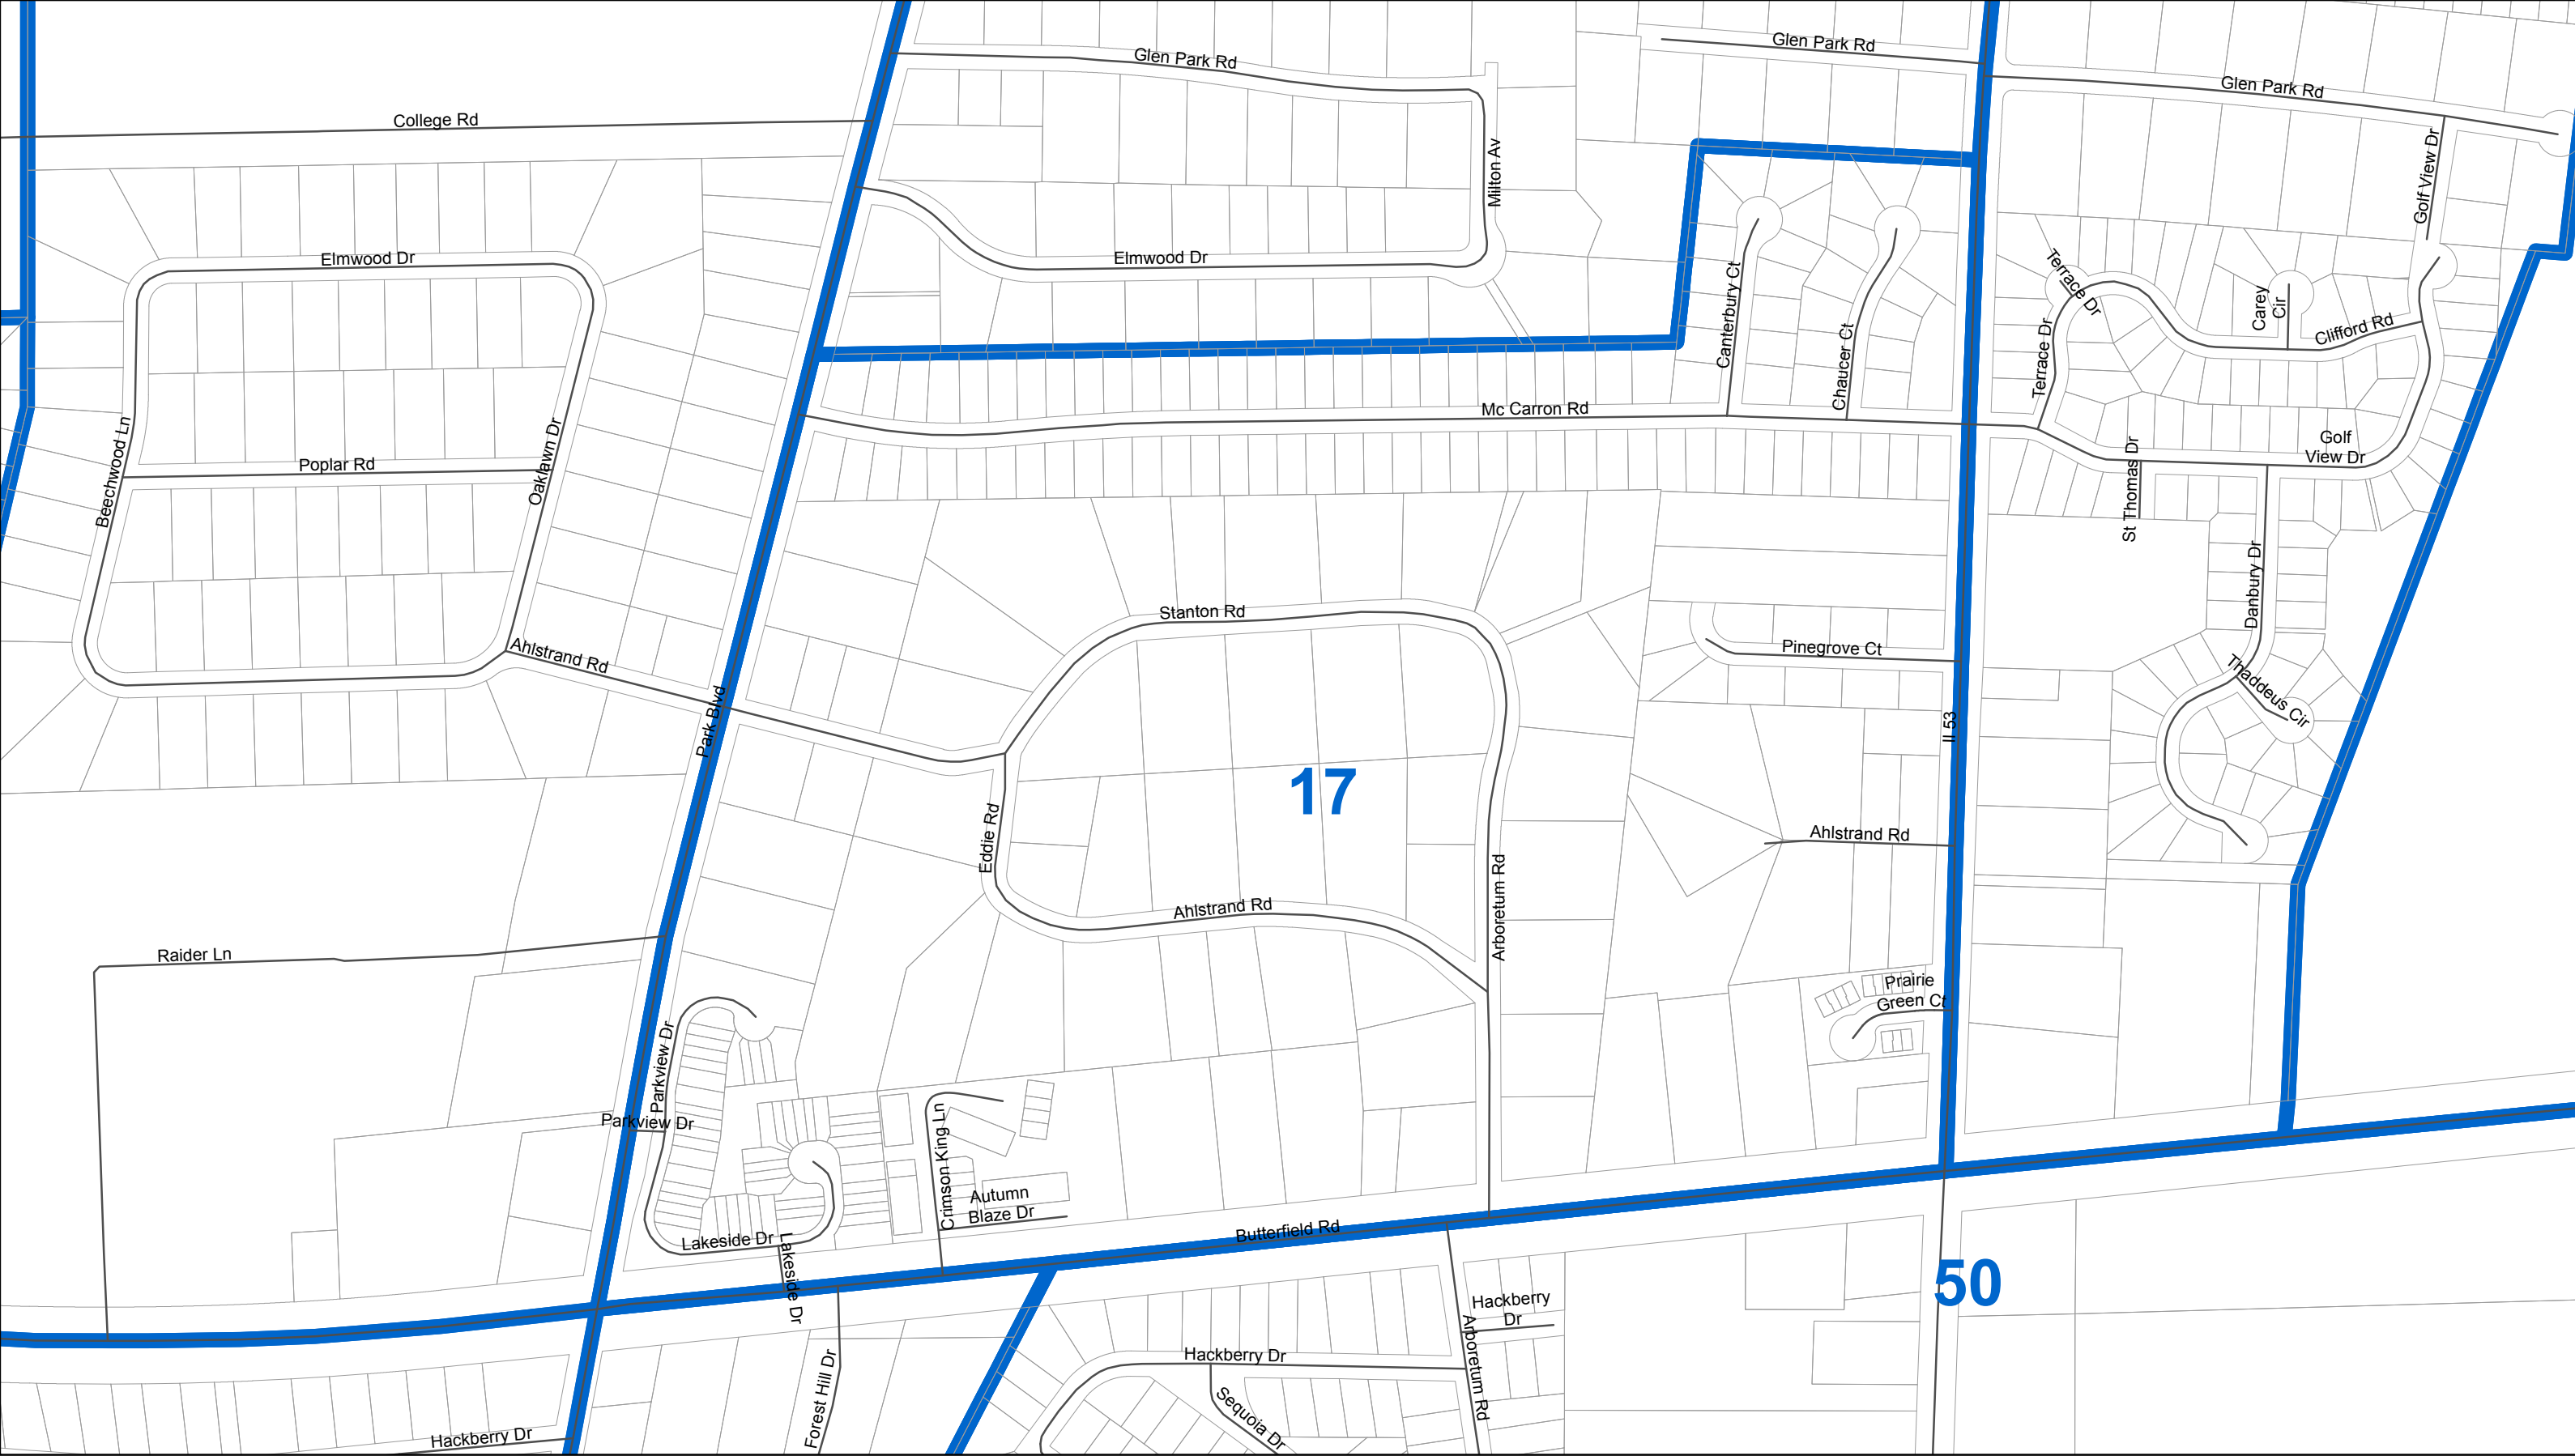 Glen Park Rd
Glen Park Rd
Glen Park Rd
College Rd
Milton Av
Golf View Dr
Elmwood Dr
Elmwood Dr
Terrace Dr
Canterbury Ct
Carey
Cir
Chaucer Ct
Terrace Dr
Clifford Rd
Mc Carron Rd
Beechwood Ln
Poplar Rd
Oaklawn Dr
Golf
View Dr
St Thomas Dr
Danbury Dr
Stanton Rd
Ahlstrand Rd
Pinegrove Ct
Thaddeus Cir
Park Blvd
Il 53
17
Eddie Rd
Ahlstrand Rd
Ahlstrand Rd
Arboretum Rd
Raider Ln
Prairie
Green Ct
Parkview Dr
Parkview Dr
Crimson King Ln
Autumn
Blaze Dr
Lakeside Dr
Lakeside Dr
Butterfield Rd
50
Hackberry
Dr
Arboretum Rd
Hackberry Dr
Forest Hill Dr
Sequoia Dr
Hackberry Dr